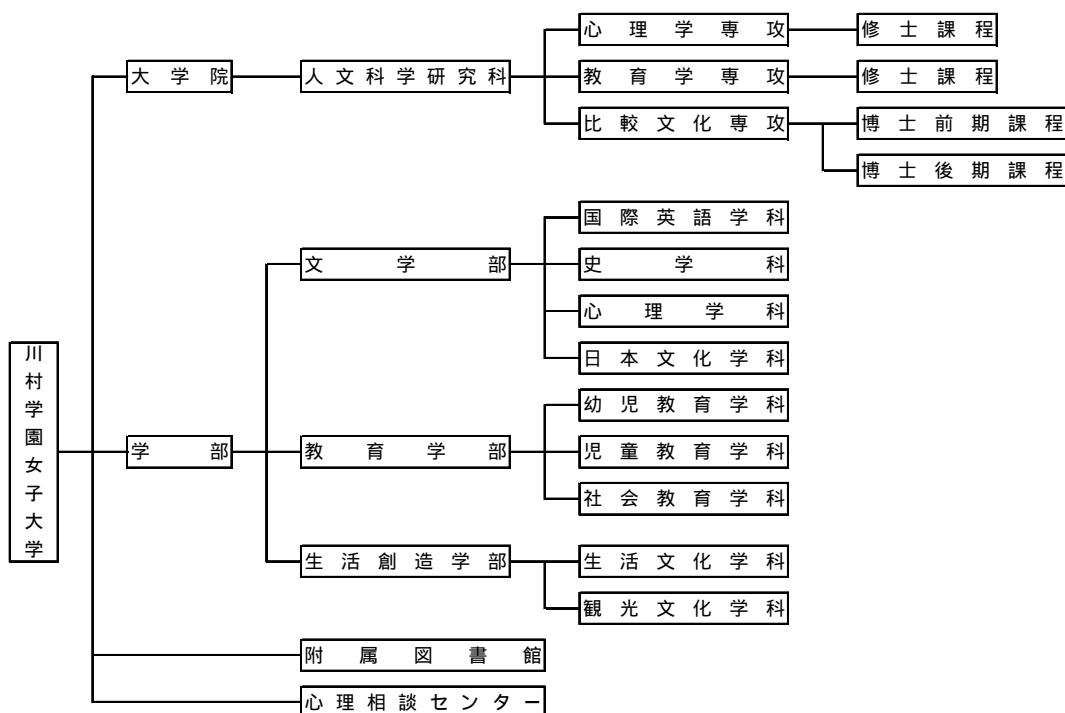 心理学専攻
修士課程
大学院
人文科学研究科
教育学専攻
修士課程
比較文化専攻
博士前期課程
博士後期課程
国際英語学科
文学部
史学科
心理学科
日本文化学科
川村学園女子大学
幼児教育学科
学部
教育学部
児童教育学科
社会教育学科
生活創造学部
生活文化学科
観光文化学科
附属図書館
心理相談センター